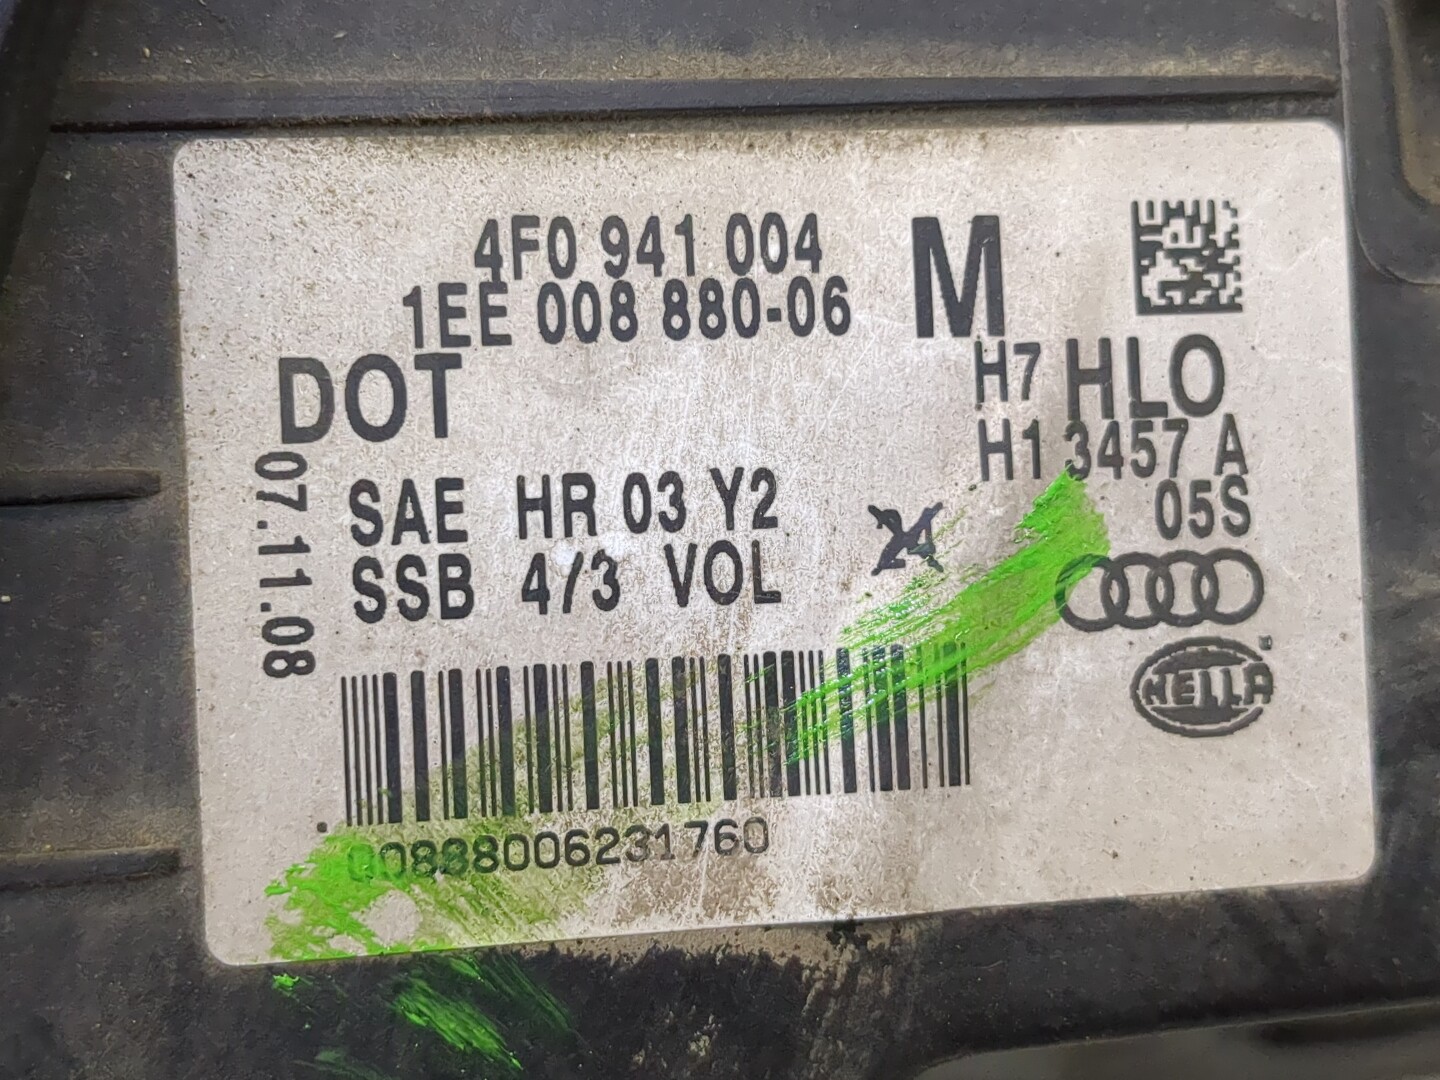 4F0 941 004 M
1EE 008 880-06
DOT
H7 HLO
H1 3457 A
05S
07.11.08
SAE HR 03 Y2
SSB 4/3 VOL
24
HELLA
00888006231760